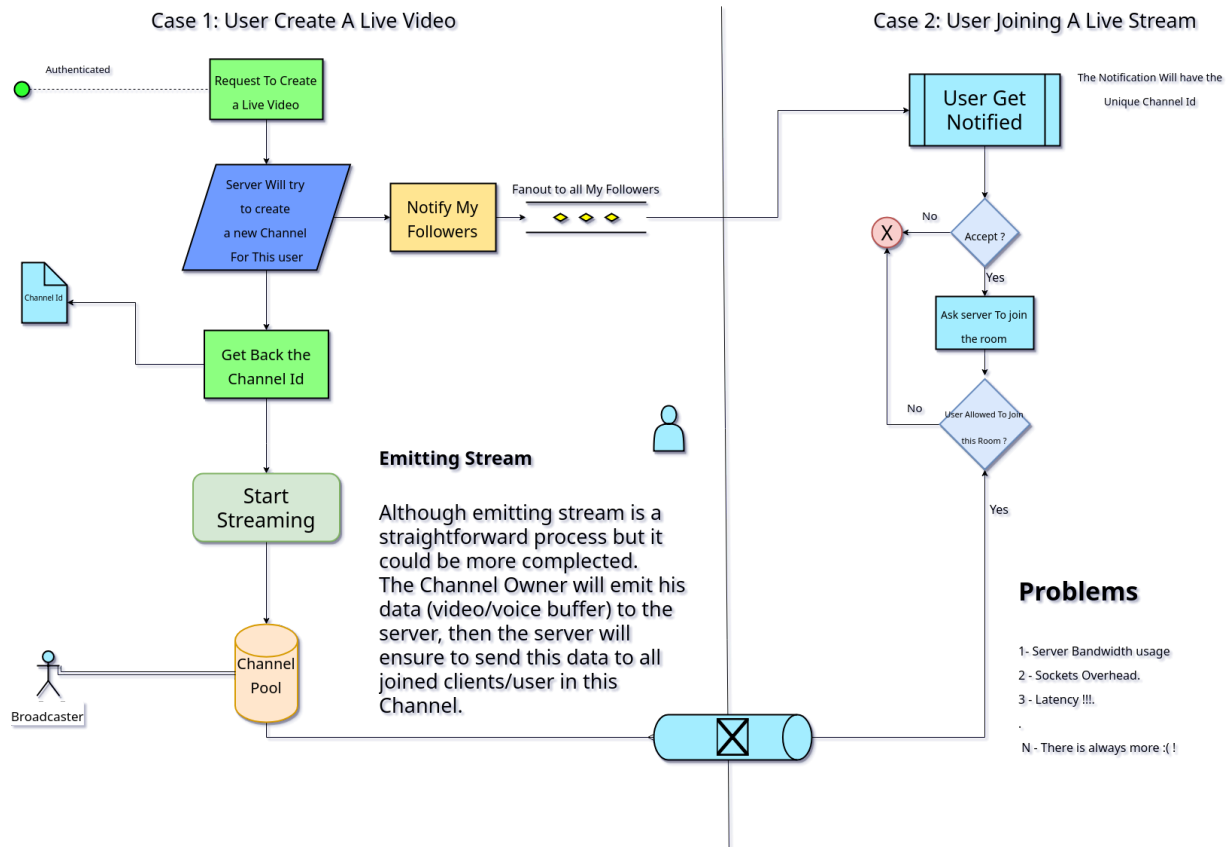 Case 1: User Create A Live Video
Authenticated
Request To Create
a Live Video
Server Will try
to create
a new Channel
For This user
Notify My
Followers
Fanout to all My Followers
Channel Id
Get Back the
Channel Id
Start
Streaming
Channel
Pool
Broadcaster
Emitting Stream
Although emitting stream is a
straightforward process but it
could be more complected.
The Channel Owner will emit his
data (video/voice buffer) to the
server, then the server will
ensure to send this data to all
joined clients/user in this
Channel.
Case 2: User Joining A Live Stream
User Get
Notified
The Notification Will have the
Unique Channel Id
Accept ?
No
X
Yes
Ask server To join
the room
User Allowed To Join
this Room ?
No
Yes
Problems
1- Server Bandwidth usage
2 - Sockets Overhead.
3 - Latency !!!.
.
N - There is always more :( !